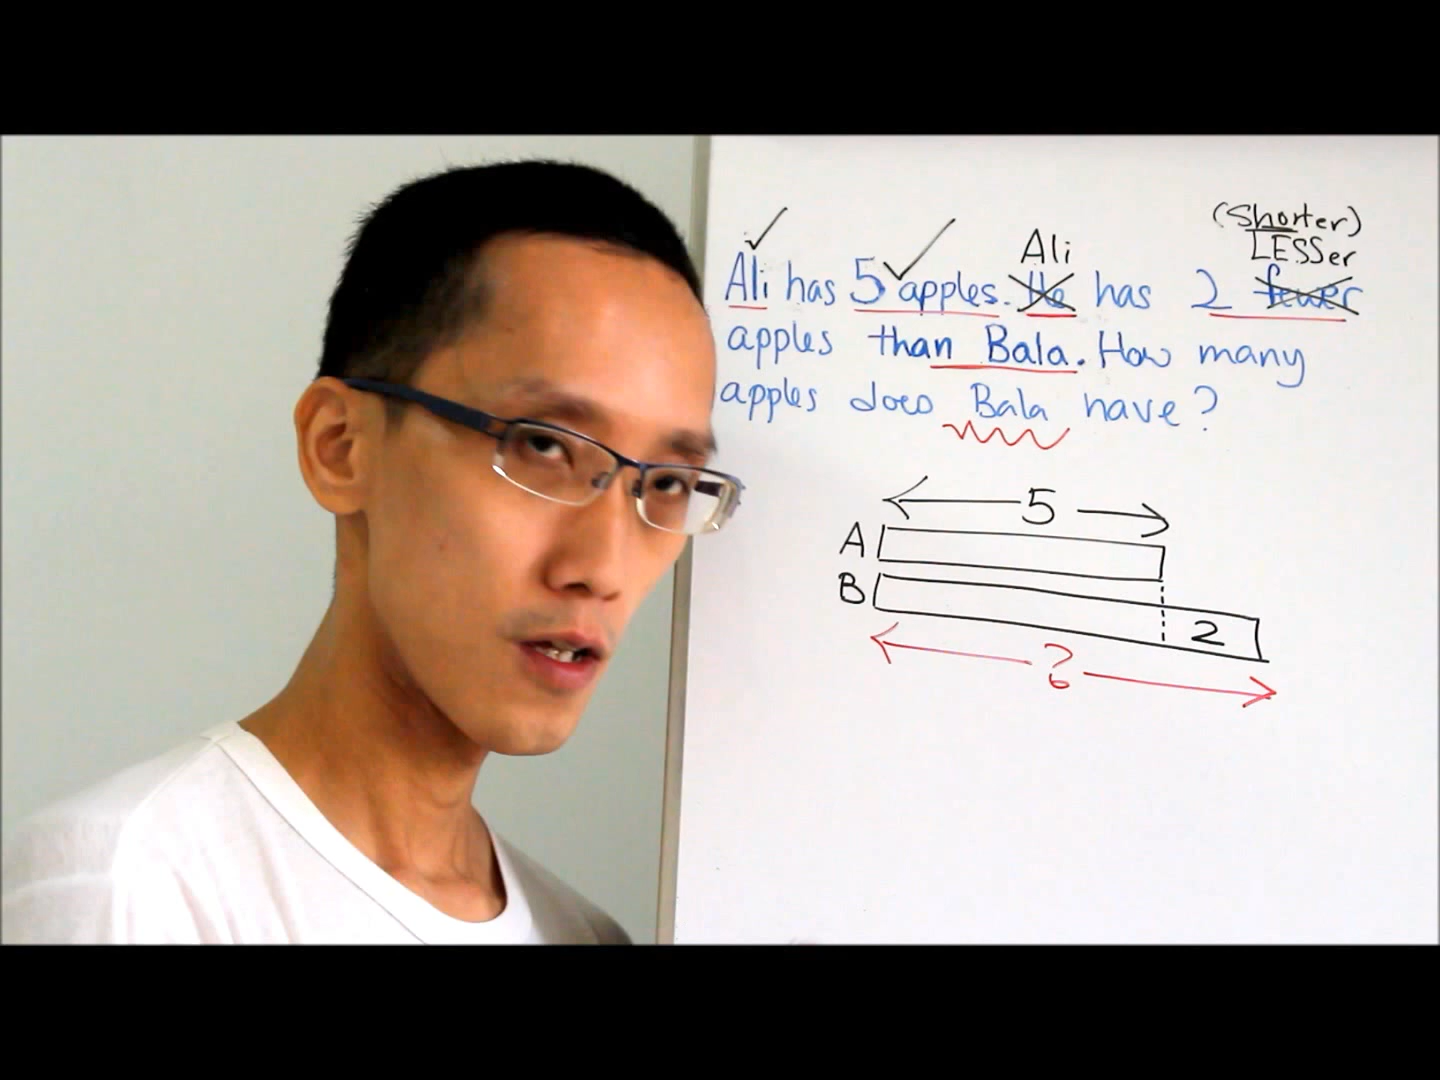 (Shorter)
Ali LESSer
Ali has 5 apples. He has 2 fewer
apples than Bala. How many
apples does Bala have?
5
A
B
2
?